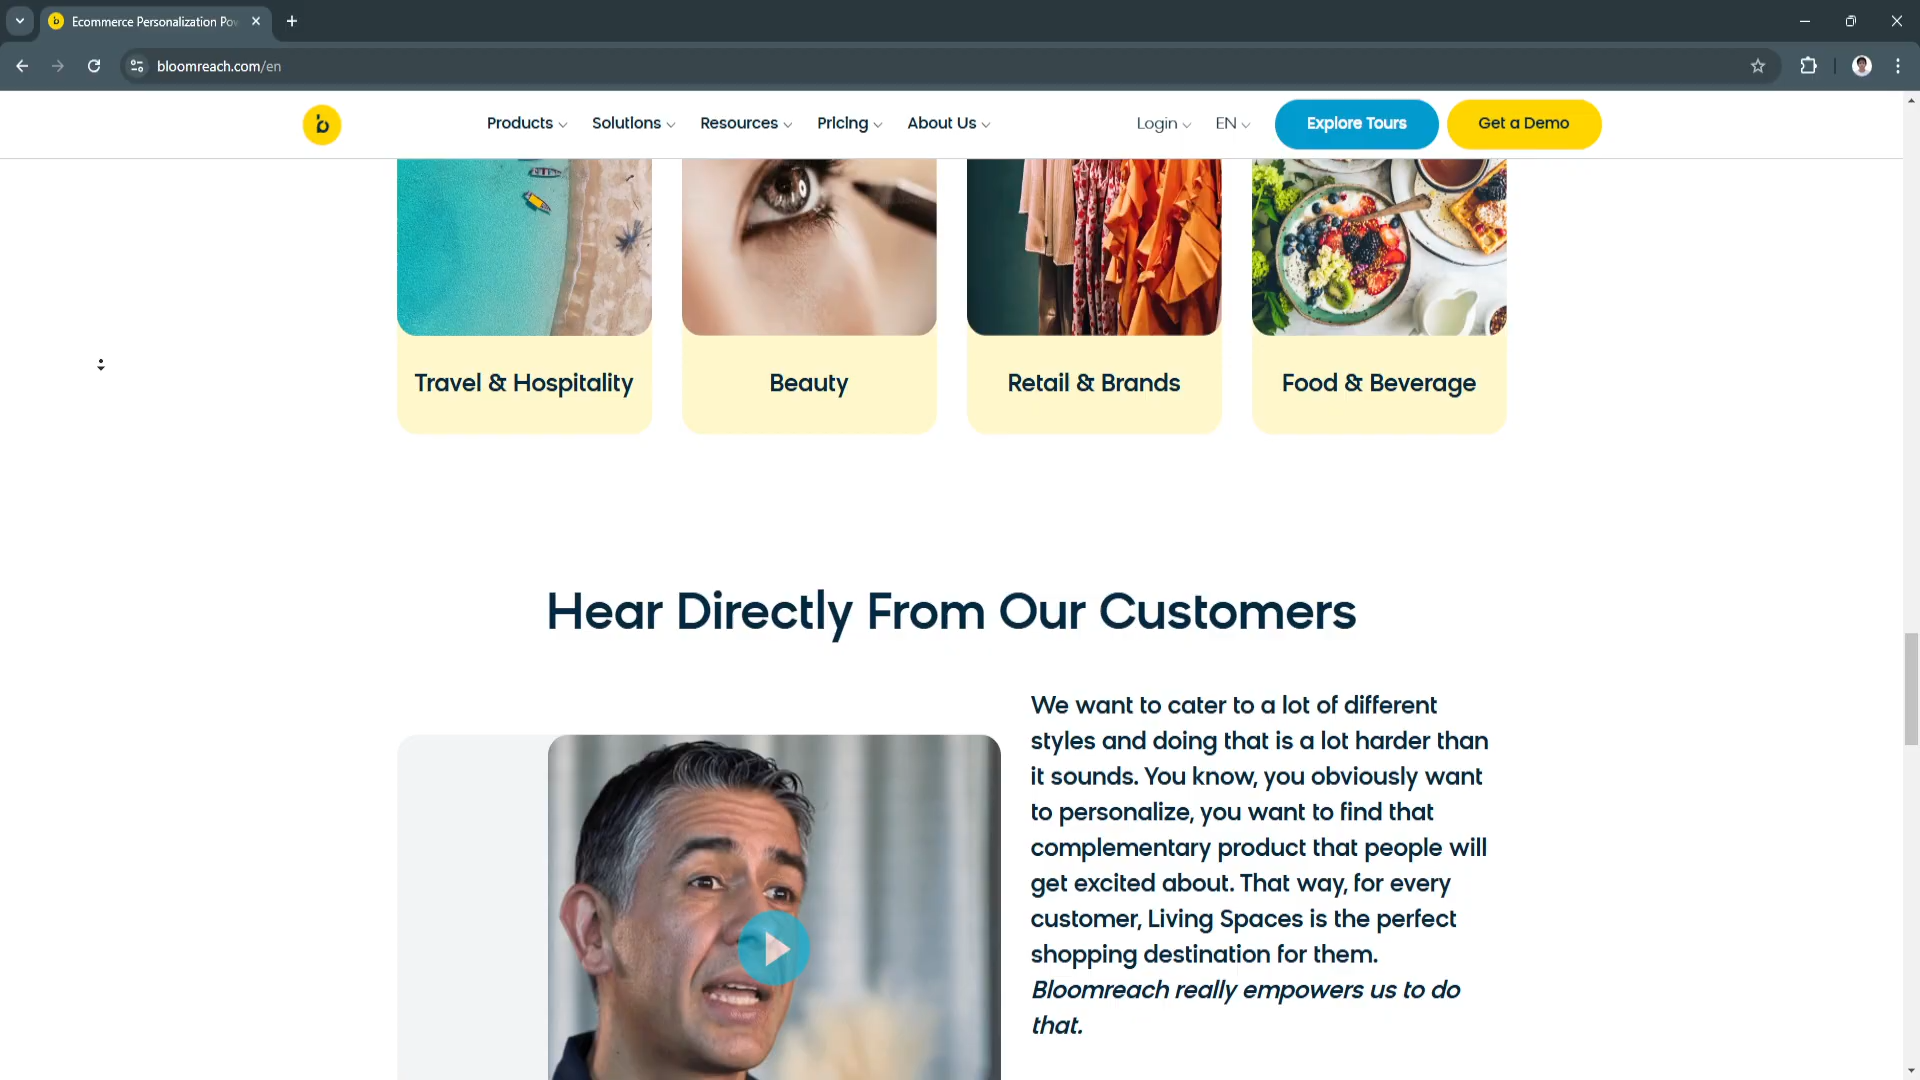 Ecommerce Personalization Pow
bloomreach.com/en
Products
Solutions
Resources
Pricing
About Us
Login
EN
Explore Tours
Get a Demo
Travel & Hospitality
Beauty
Retail & Brands
Food & Beverage
Hear Directly From Our Customers
We want to cater to a lot of different
styles and doing that is a lot harder than
it sounds. You know, you obviously want
to personalize, you want to find that
complementary product that people will
get excited about. That way, for every
customer, Living Spaces is the perfect
shopping destination for them.
Bloomreach really empowers us to do
that.